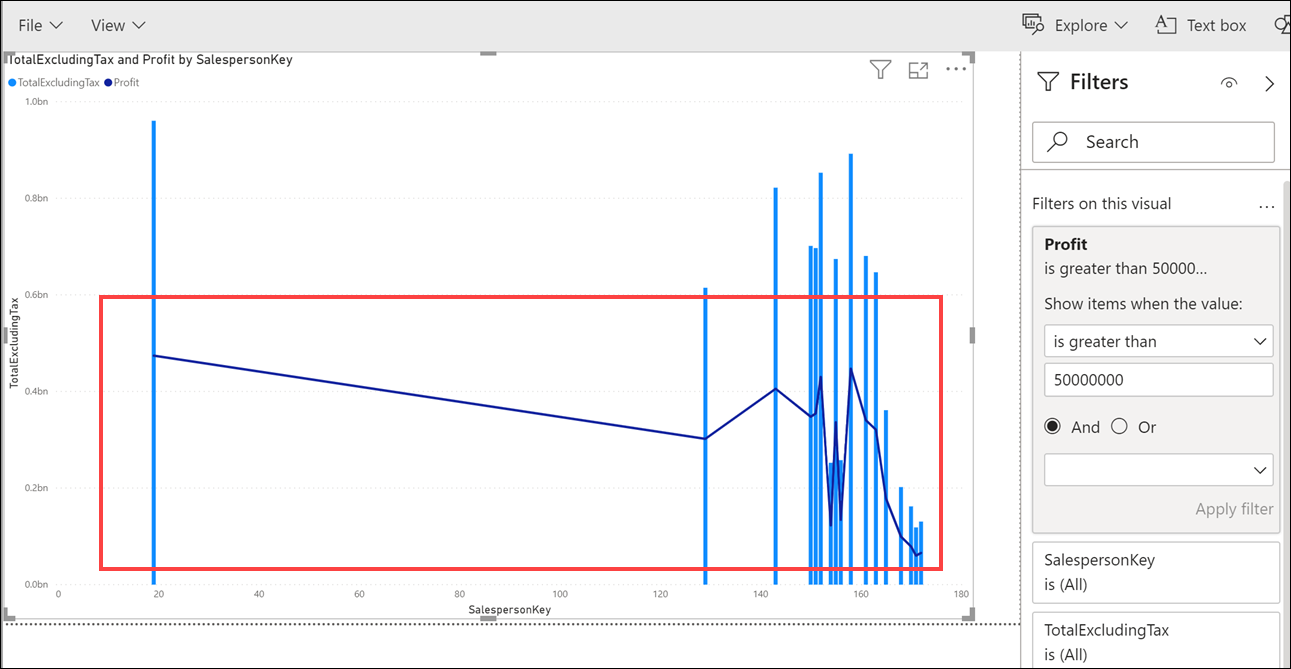 File View Explore Text box
TotalExcludingTax and Profit by SalespersonKey
TotalExcludingTax Profit
1.0bn
0.8bn
0.6bn
0.4bn
0.2bn
0.0bn
TotalExcludingTax
0 20 40 60 80 100 120 140 160 180
SalespersonKey
Filters
Search
Filters on this visual ...
Profit
is greater than 50000...
Show items when the value:
is greater than
50000000
And Or
Apply filter
SalespersonKey
is (All)
TotalExcludingTax
is (All)